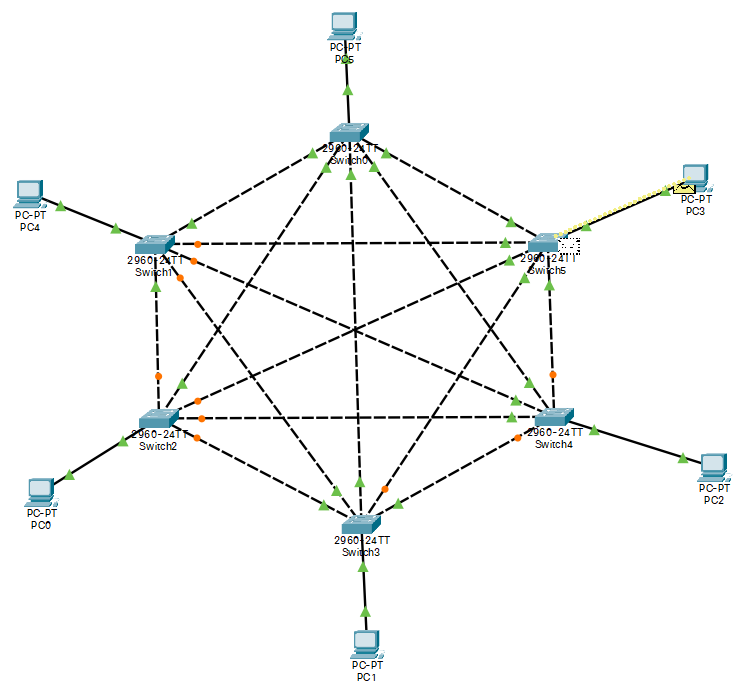 PC-PT
PC5
2960-24TT
Switch0
PC-PT
PC3
PC-PT
PC4
2960-24TT
Switch1
2960-24TT
Switch5
2960-24TT
Switch2
2960-24TT
Switch4
PC-PT
PC2
PC-PT
PC0
2960-24TT
Switch3
PC-PT
PC1